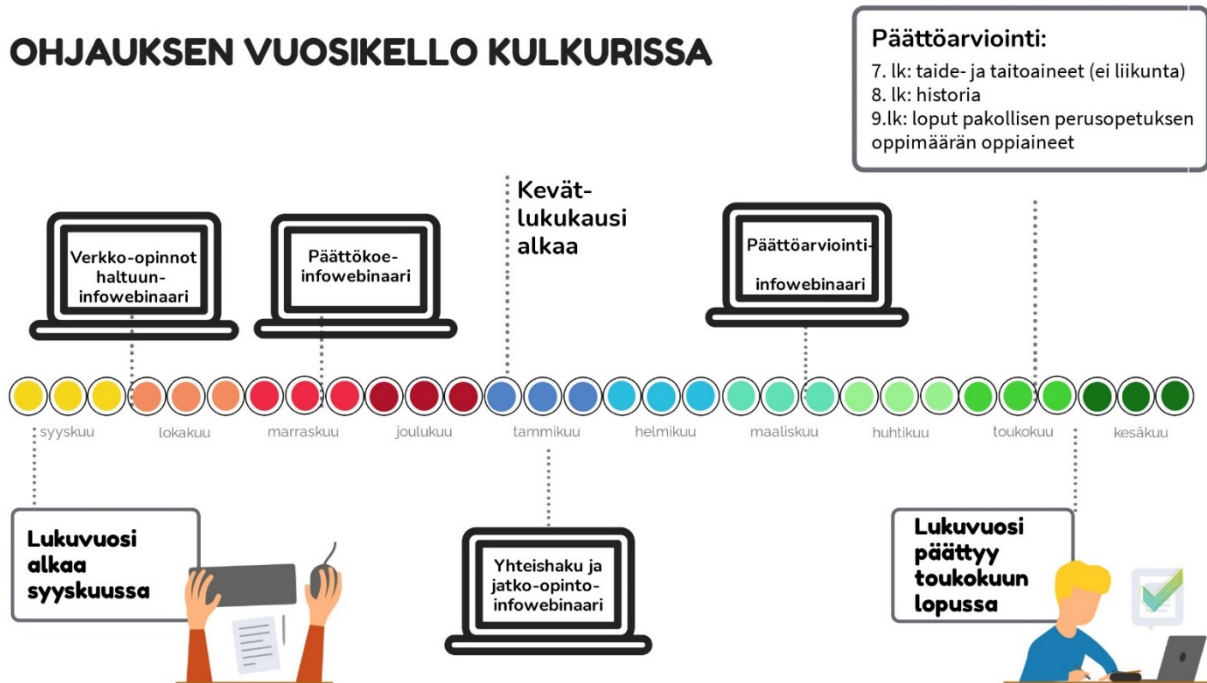 OHJAUKSEN VUOSIKELLO KULKURISSA
Päättöarviointi:
7. lk: taide- ja taitoaineet (ei liikunta)
8. lk: historia
9.lk: loput pakollisen perusopetuksen
oppimäärän oppiaineet
Verkko-opinnot
haltuun-
infowebinaari
Päättökoe-
infowebinaari
Kevät-
lukukausi
alkaa
Päättöarviointi-
infowebinaari
syyskuu
lokakuu
marraskuu
joulukuu
tammikuu
helmikuu
maaliskuu
huhtikuu
toukokuu
kesäkuu
Lukuvuosi
alkaa
syyskuussa
Yhteishaku ja
jatko-opinto-
infowebinaari
Lukuvuosi
päättyy
toukokuun
lopussa